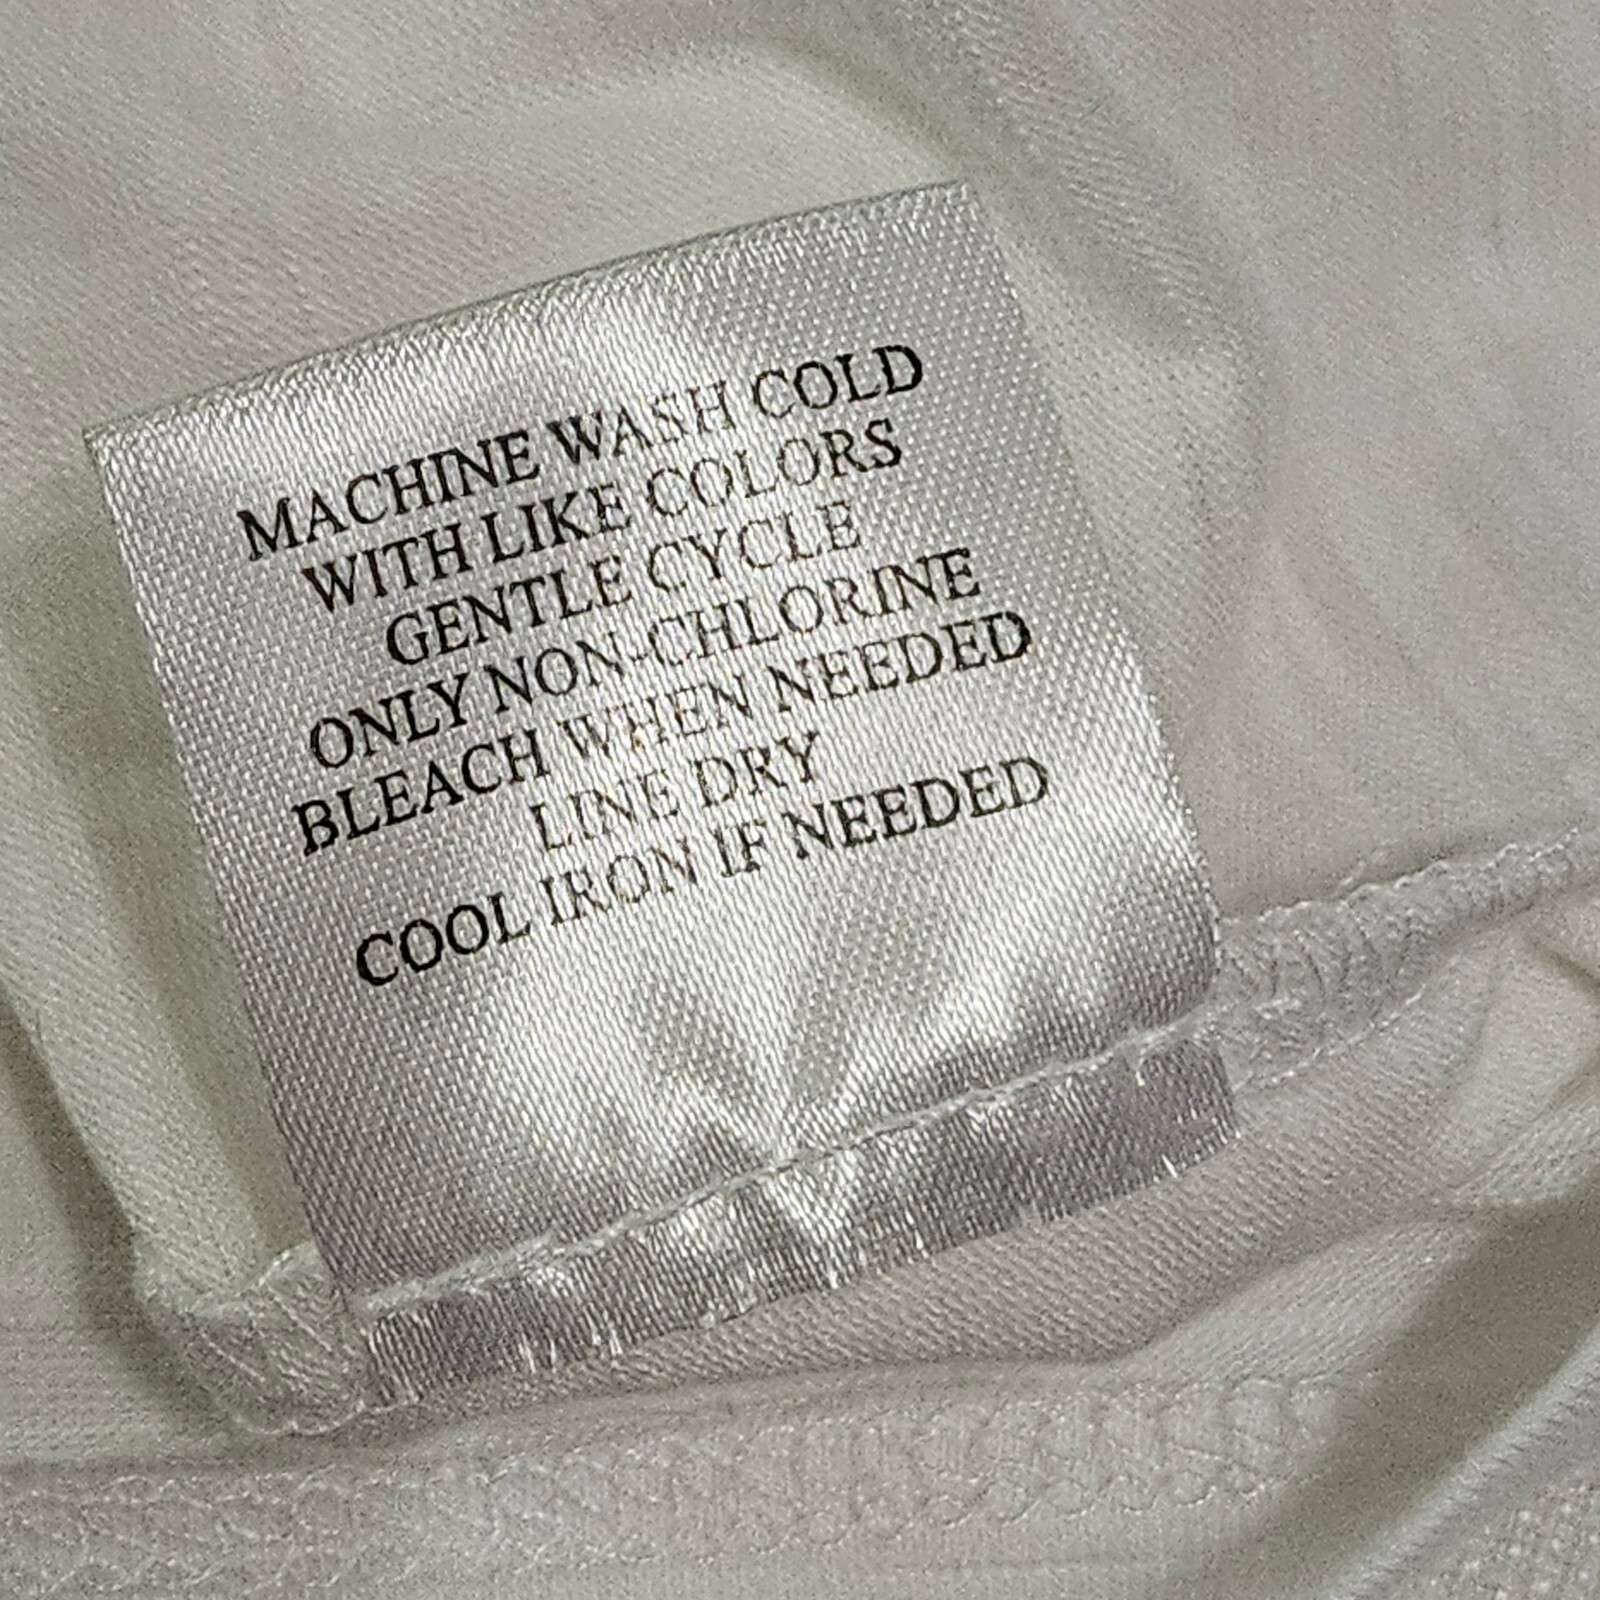 MACHINE WASH COLD
WITH LIKE COLORS
GENTLE CYCLE
ONLY NON-CHLORINE
BLEACH WHEN NEEDED
LINE DRY
COOL IRON IF NEEDED